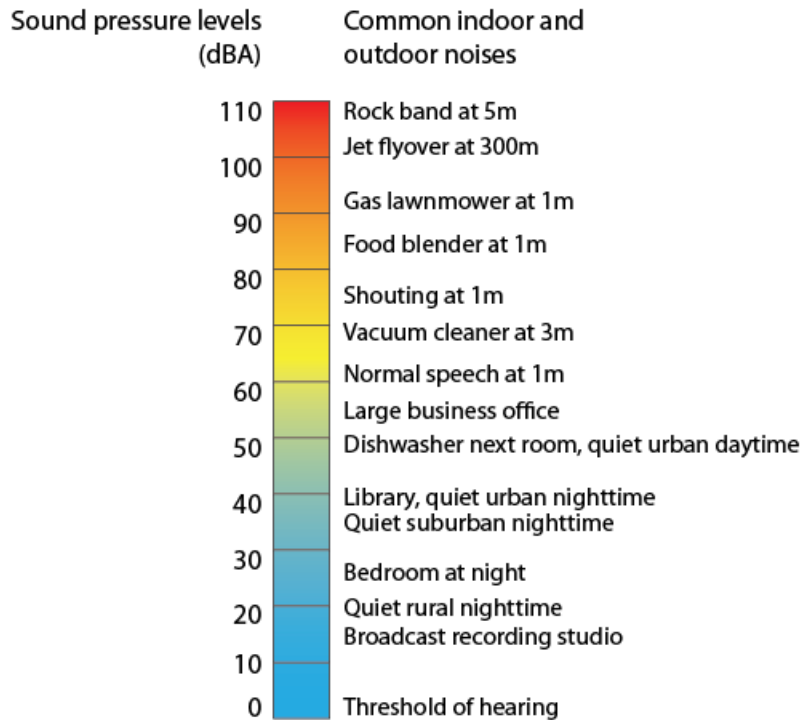 Sound pressure levels
(dBA)
Common indoor and
outdoor noises
110 Rock band at 5m
Jet flyover at 300m
100
Gas lawnmower at 1m
90
Food blender at 1m
80
Shouting at 1m
70 Vacuum cleaner at 3m
Normal speech at 1m
60
Large business office
50 Dishwasher next room, quiet urban daytime
40 Library, quiet urban nighttime
Quiet suburban nighttime
30
Bedroom at night
20 Quiet rural nighttime
Broadcast recording studio
10
0 Threshold of hearing